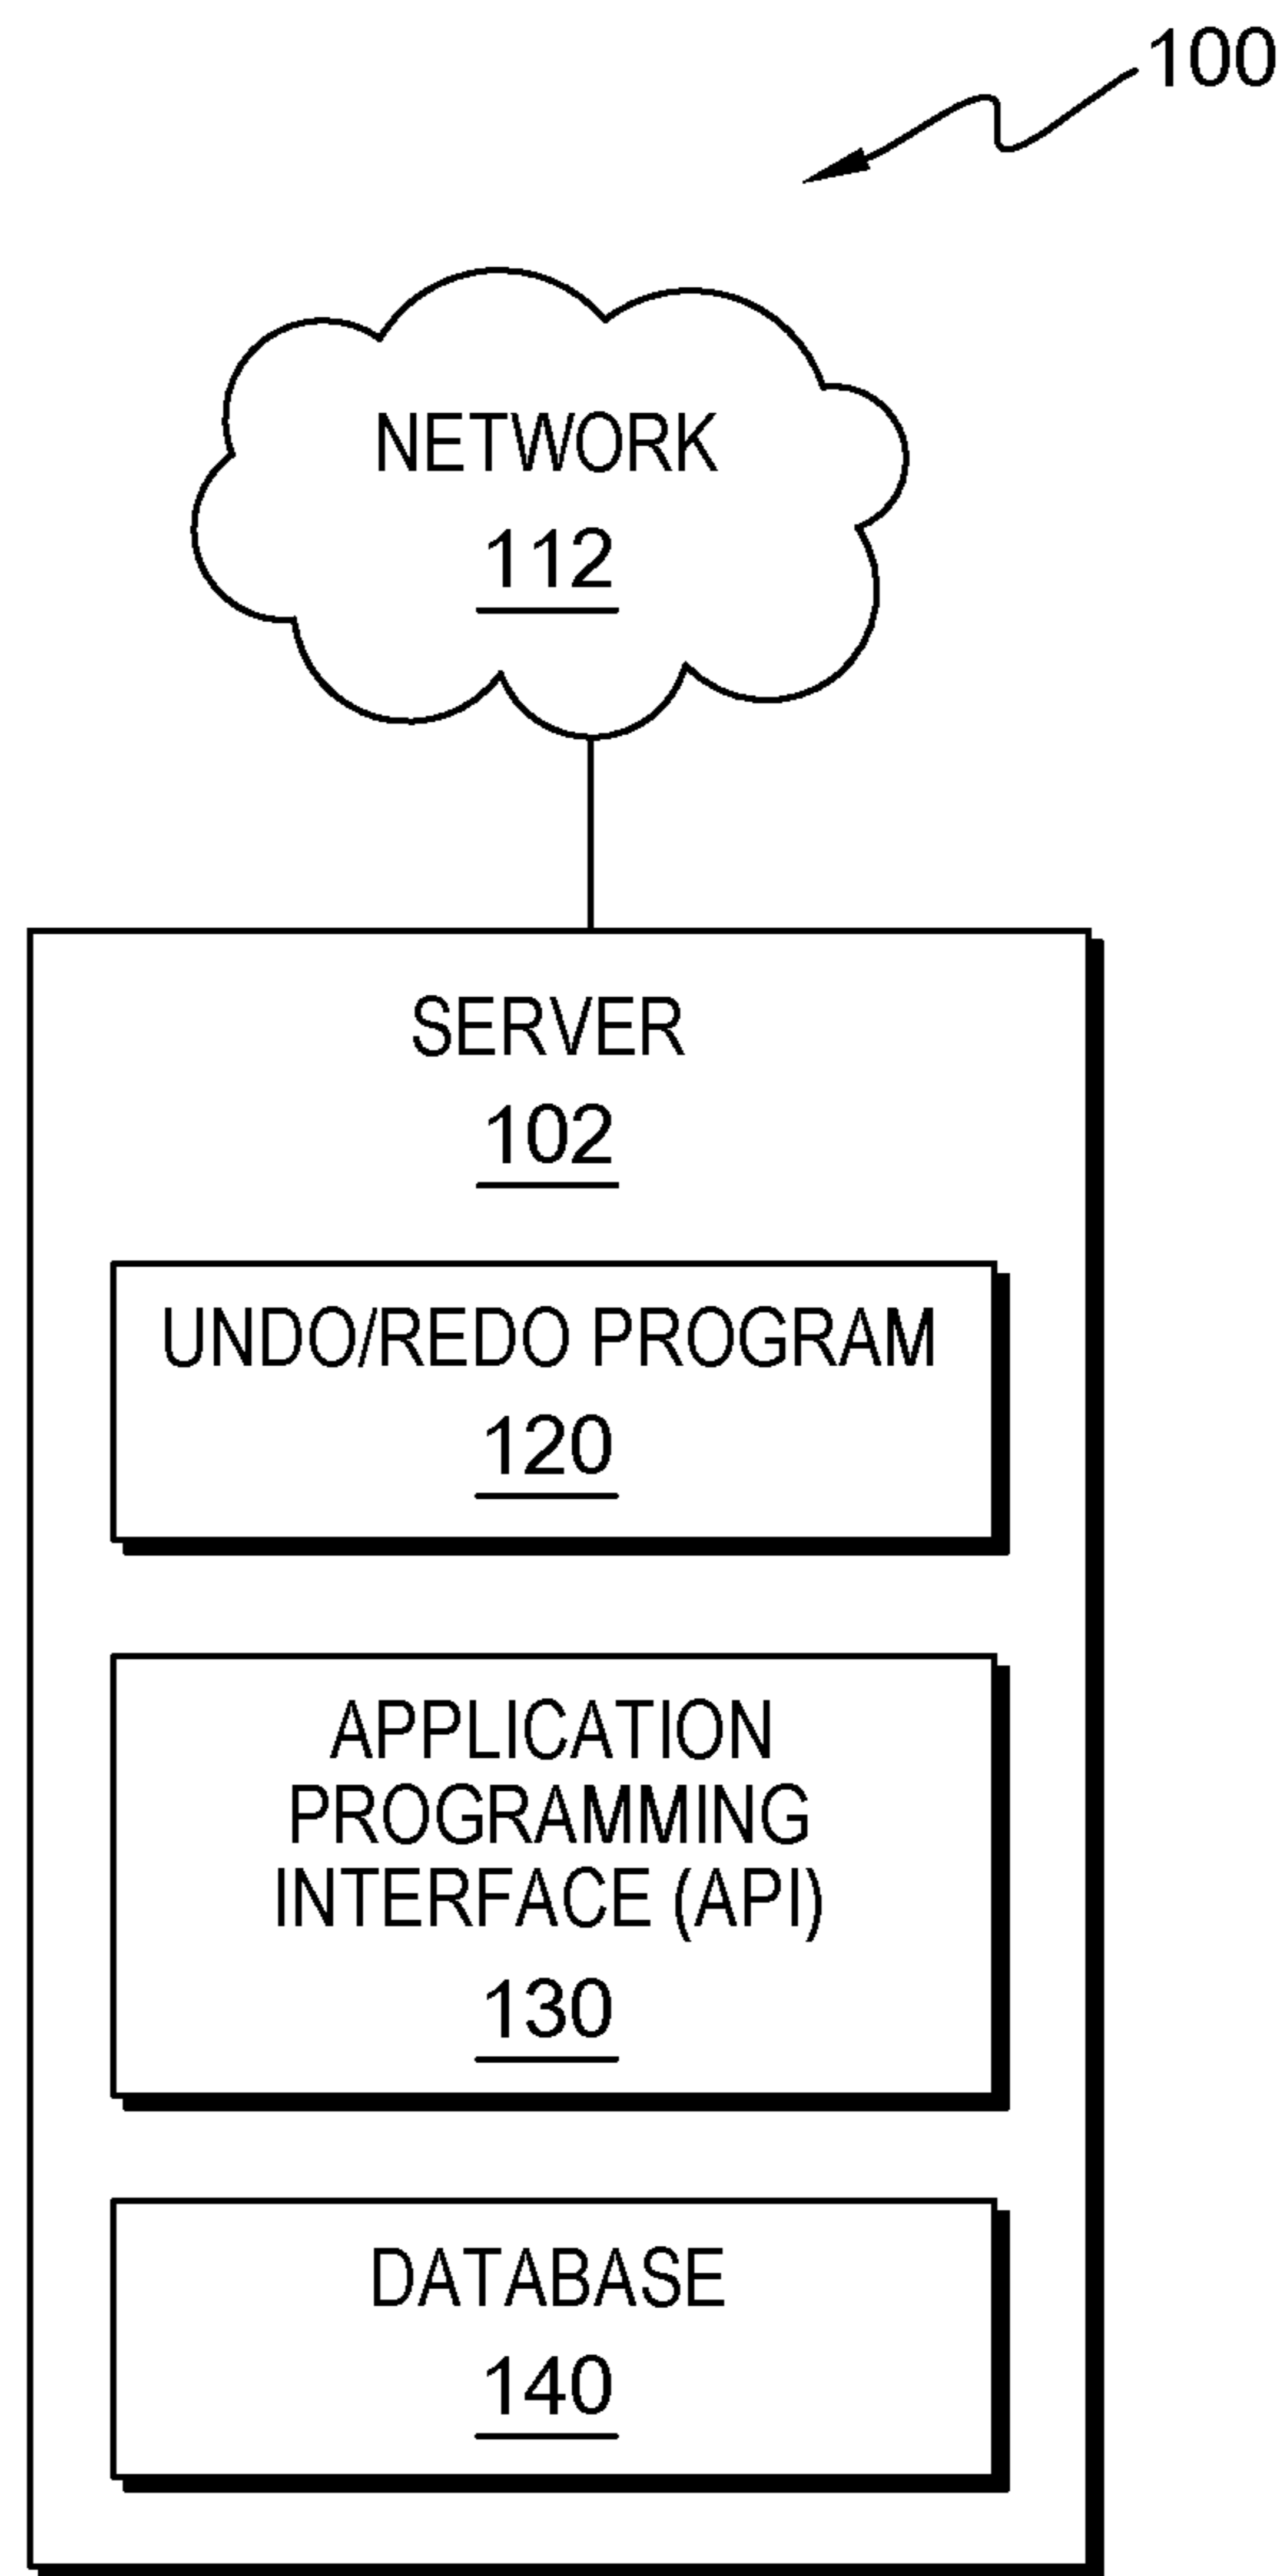 100
NETWORK
112
SERVER
102
UNDO/REDO PROGRAM
120
APPLICATION
PROGRAMMING
INTERFACE (API)
130
DATABASE
140